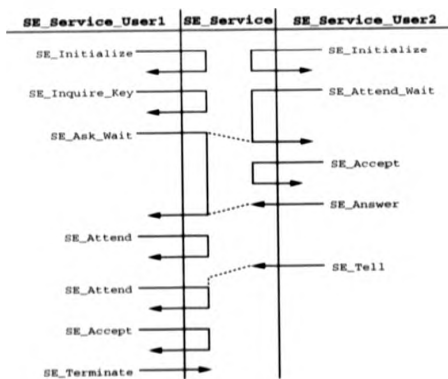 SE_Service_User1 SE_Service SE_Service_User2
SE_Initialize SE_Initialize
SE_Inquire_Key SE_Attend_Wait
SE_Ask_Wait
SE_Accept
SE_Answer
SE_Attend
SE_Tell
SE_Attend
SE_Accept
SE_Terminate